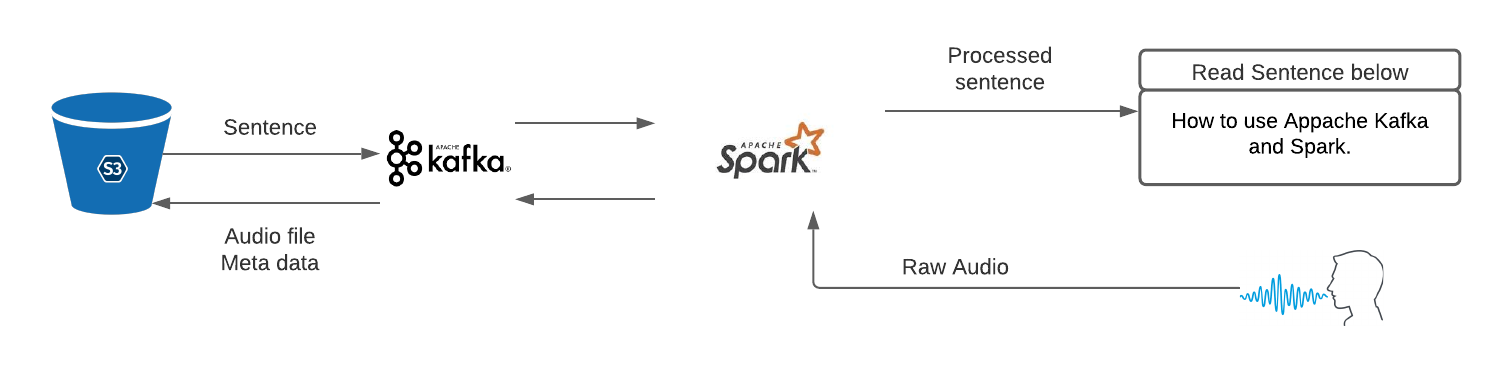 S3
Sentence
Audio file
Meta data
APACHE
kafka®
APACHE
Spark™
Processed
sentence
Read Sentence below
How to use Appache Kafka
and Spark.
Raw Audio